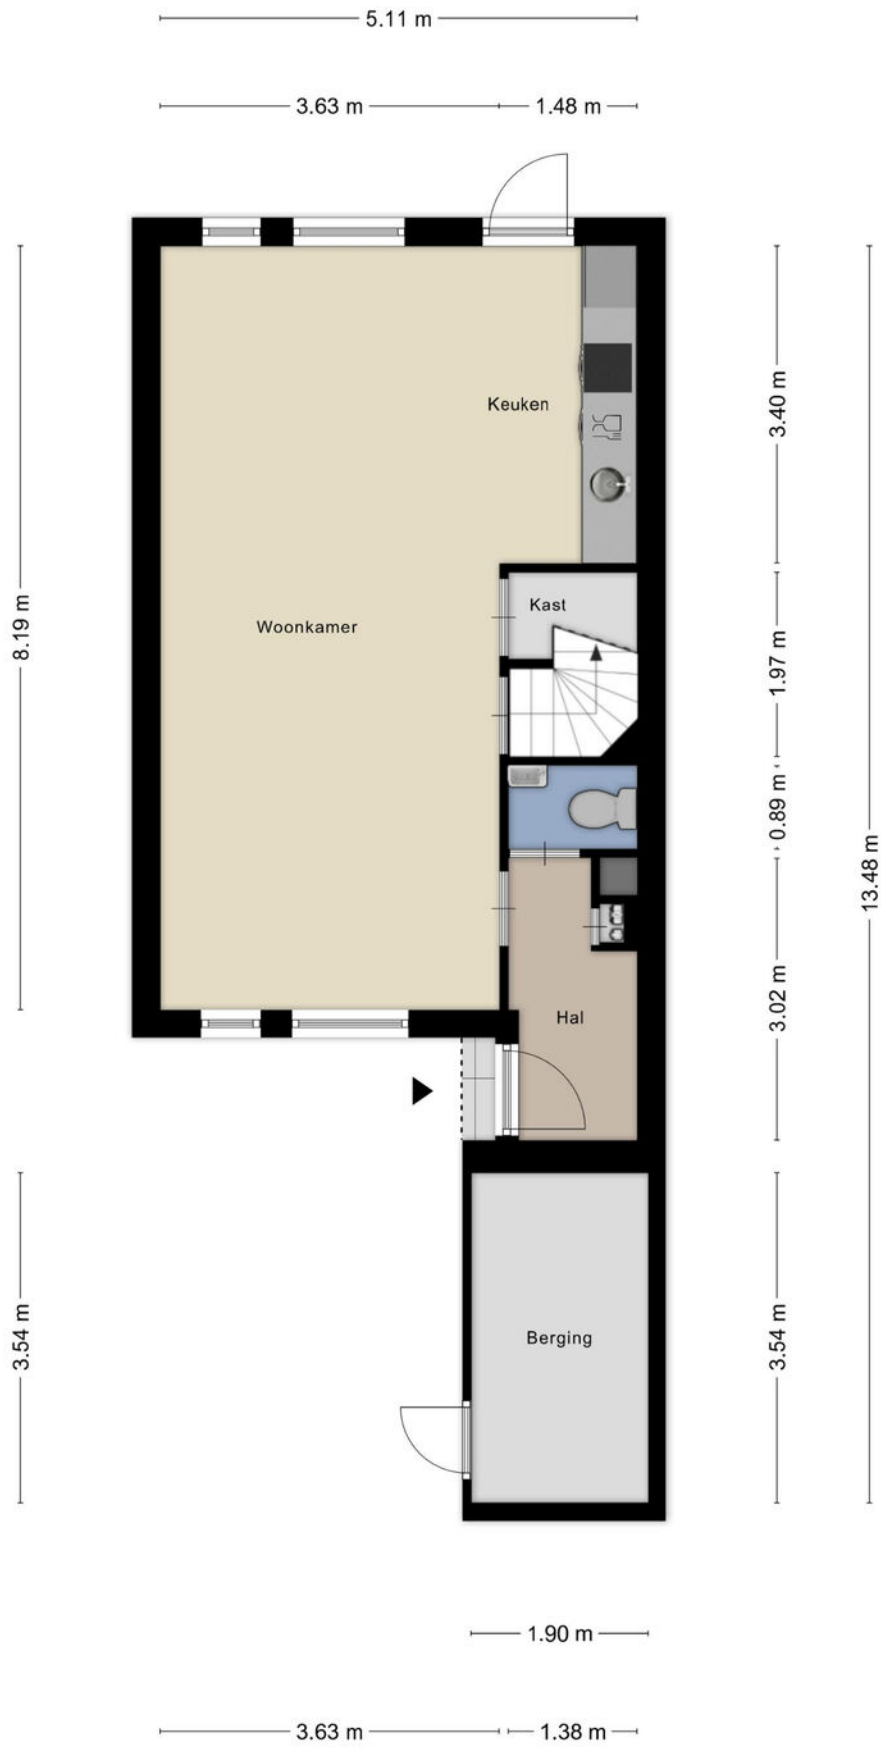 5.11 m
3.63 m
1.48 m
Keuken
3.40 m
Kast
8.19 m
Woonkamer
1.97 m
0.89 m
13.48 m
Hal
3.02 m
3.54 m
Berging
3.54 m
1.90 m
3.63 m
1.38 m